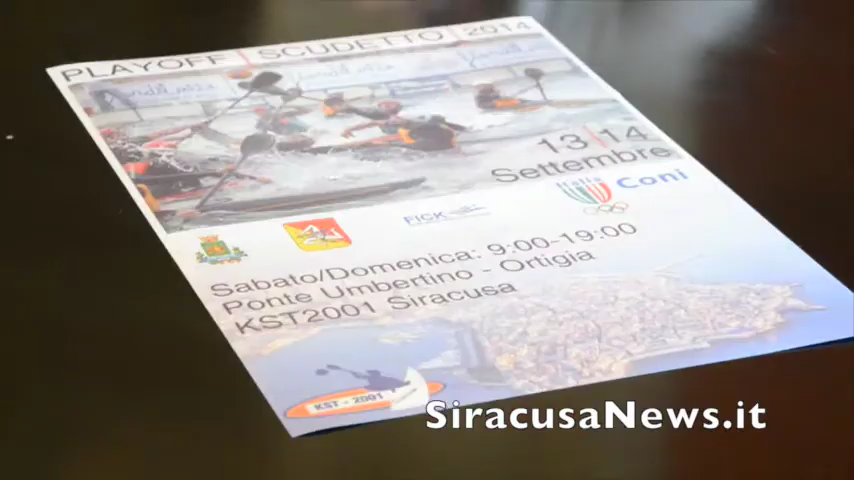 PLAYOFF | SCUDETTO | 2014
13|14
Settembre
FICK
Italia
Coni
Sabato/Domenica: 9:00-19:00
Ponte Umbertino - Ortigia
KST2001 Siracusa
KST - 2001
SiracusaNews.it